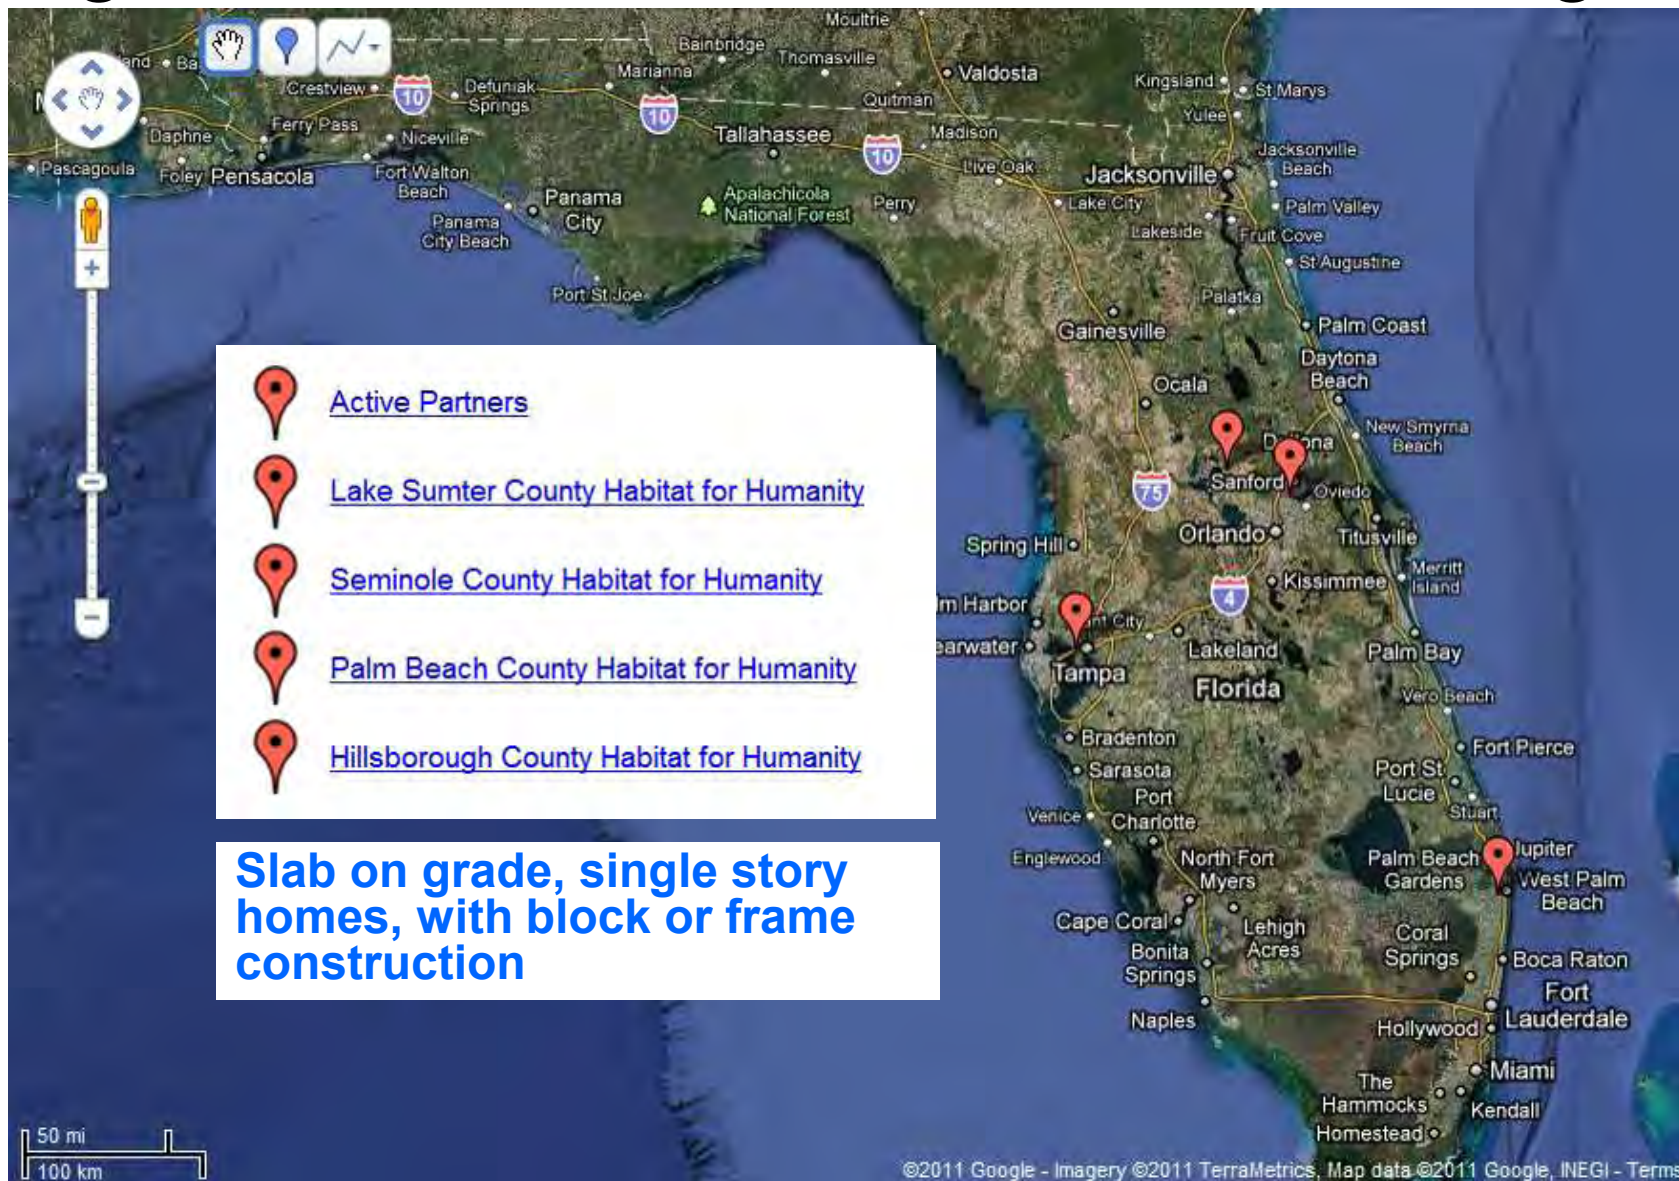 Moultrie
Bainbridge
Thomasville
Valdosta
Kingsland
St Marys
Marianna
Crestview
10
Defuniak
Springs
10
Quitman
Yulee
Daphne
Ferry Pass
Niceville
Tallahassee
10
Madison
Jacksonville
Beach
Pascagoula
Foley
Pensacola
Fort Walton
Beach
Live Oak
Jacksonville
Panama
City
Apalachicola
National Forest
Perry
Lake City
Palm Valley
Panama
City Beach
Lakeside
Fruit Cove
St Augustine
Port St Joe
Palatka
Gainesville
Palm Coast
Daytona
Beach
Ocala
New Smyrna
Beach
Active Partners
Lake Sumter County Habitat for Humanity
Seminole County Habitat for Humanity
Palm Beach County Habitat for Humanity
Hillsborough County Habitat for Humanity
Slab on grade, single story
homes, with block or frame
construction
75
Sanford
Oviedo
Orlando
Titusville
Spring Hill
Merritt
Island
4
Kissimmee
Harbor
City
Lakeland
Palm Bay
Tampa
Florida
Vero Beach
Bradenton
Fort Pierce
Sarasota
Port St
Lucie
Port
Charlotte
Venice
Stuart
Englewood
North Fort
Myers
Palm Beach
Gardens
Jupiter
West Palm
Beach
Cape Coral
Lehigh
Acres
Coral
Springs
Bonita
Springs
Boca Raton
Naples
Fort
Lauderdale
Hollywood
Miami
The
Hammocks
Kendall
Homestead
50 mi
100 km
©2011 Google - Imagery ©2011 TerraMetrics, Map data ©2011 Google, INEGI - Terms